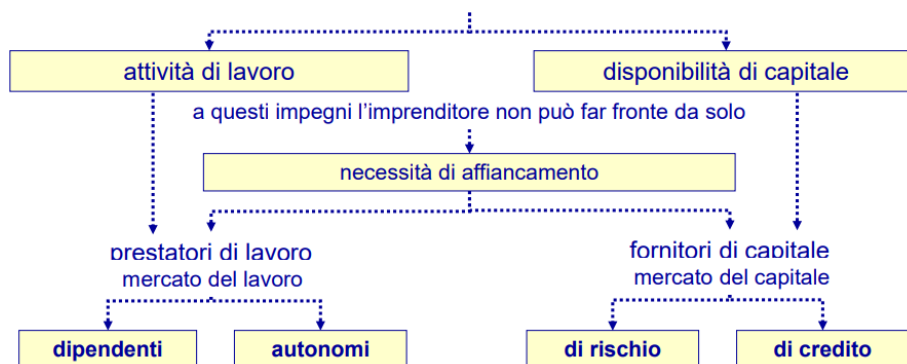 attività di lavoro
disponibilità di capitale
a questi impegni l'imprenditore non può far fronte da solo
necessità di affiancamento
prestatori di lavoro
mercato del lavoro
fornitori di capitale
mercato del capitale
dipendenti
autonomi
di rischio
di credito